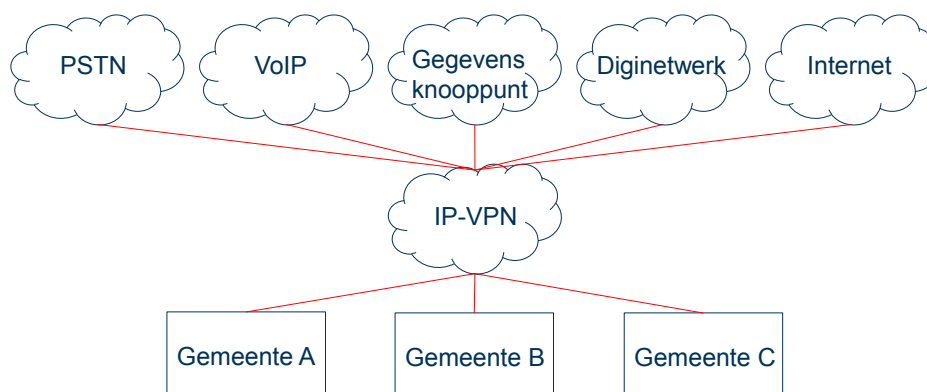 PSTN
VoIP
Gegevens
knooppunt
Diginetwerk
Internet
IP-VPN
Gemeente A
Gemeente B
Gemeente C